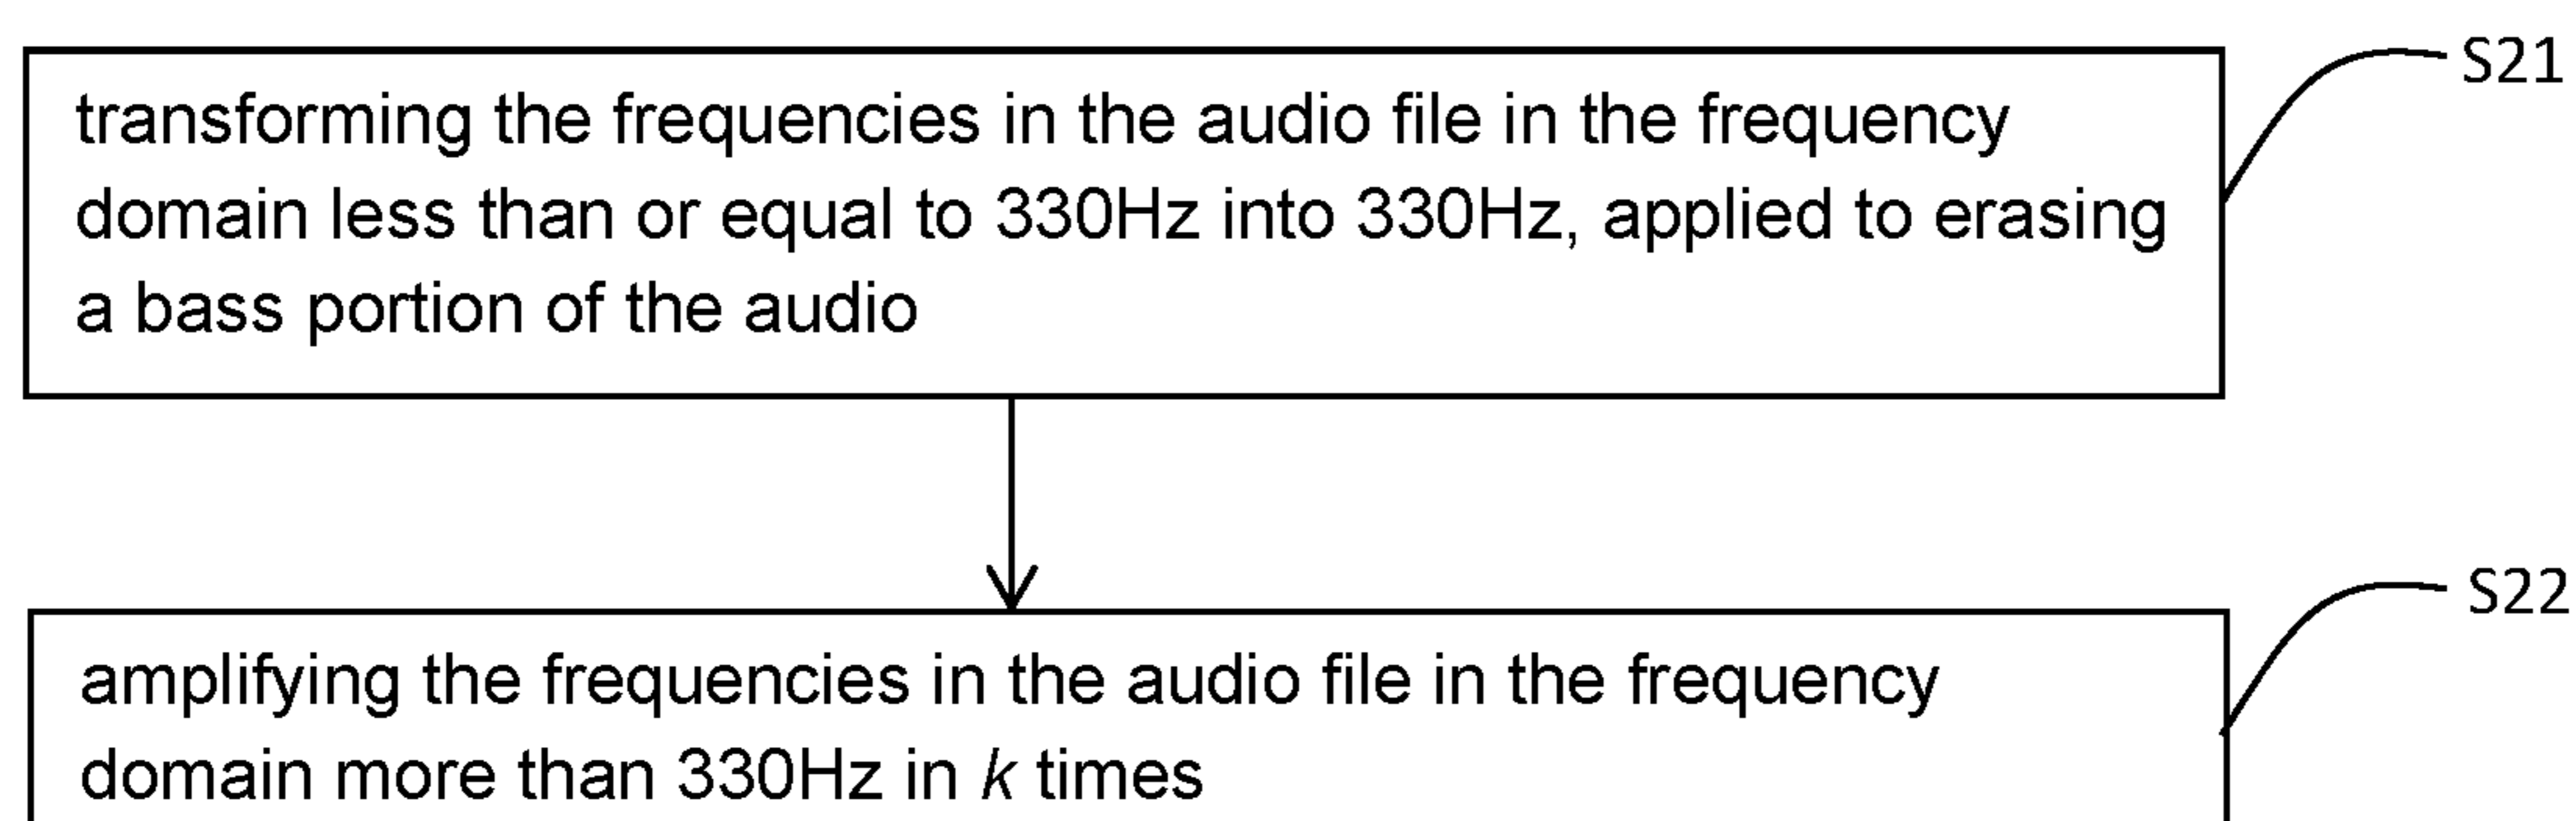 S21
transforming the frequencies in the audio file in the frequency
domain less than or equal to 330Hz into 330Hz, applied to erasing
a bass portion of the audio
S22
amplifying the frequencies in the audio file in the frequency
domain more than 330Hz in k times